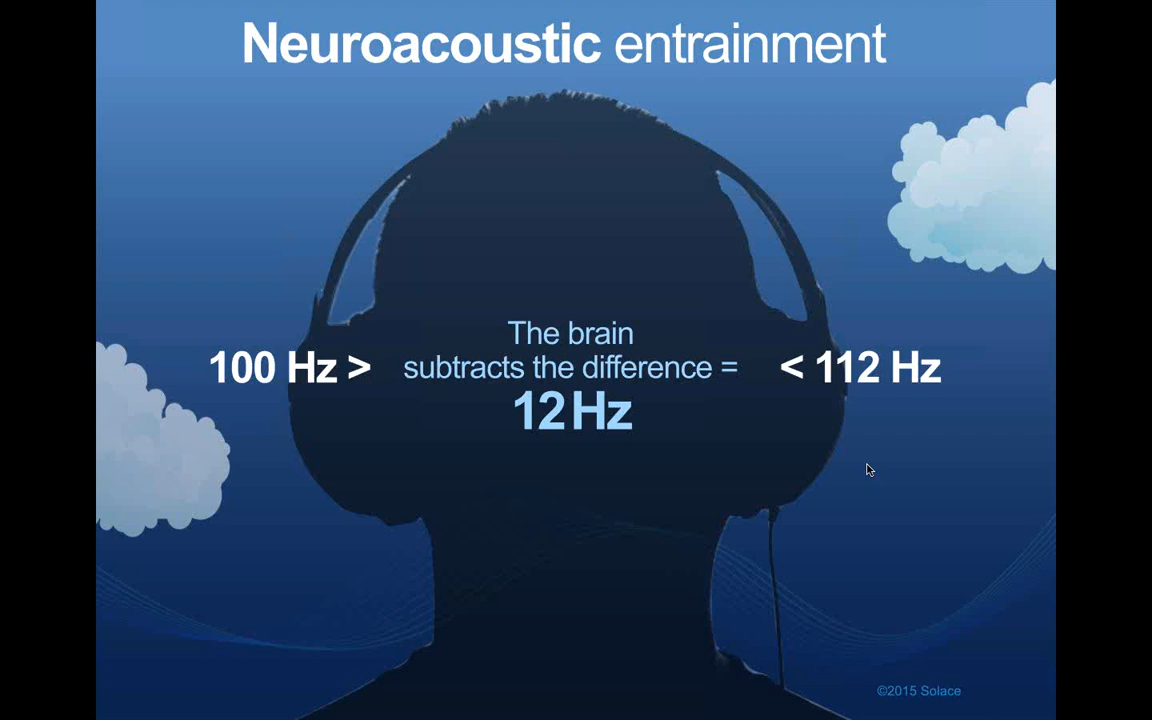 Neuroacoustic entrainment
The brain
100 Hz > subtracts the difference = < 112 Hz
12 Hz
©2015 Solace